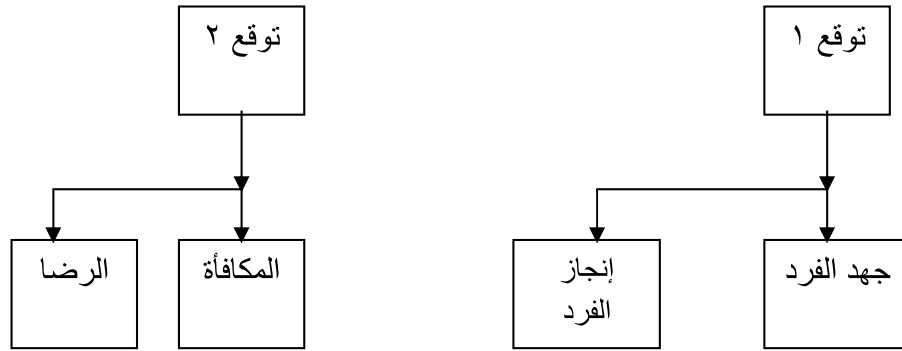 توقع ١
توقع ٢
جهد الفرد
إنجاز
الفرد
المكافأة
الرضا